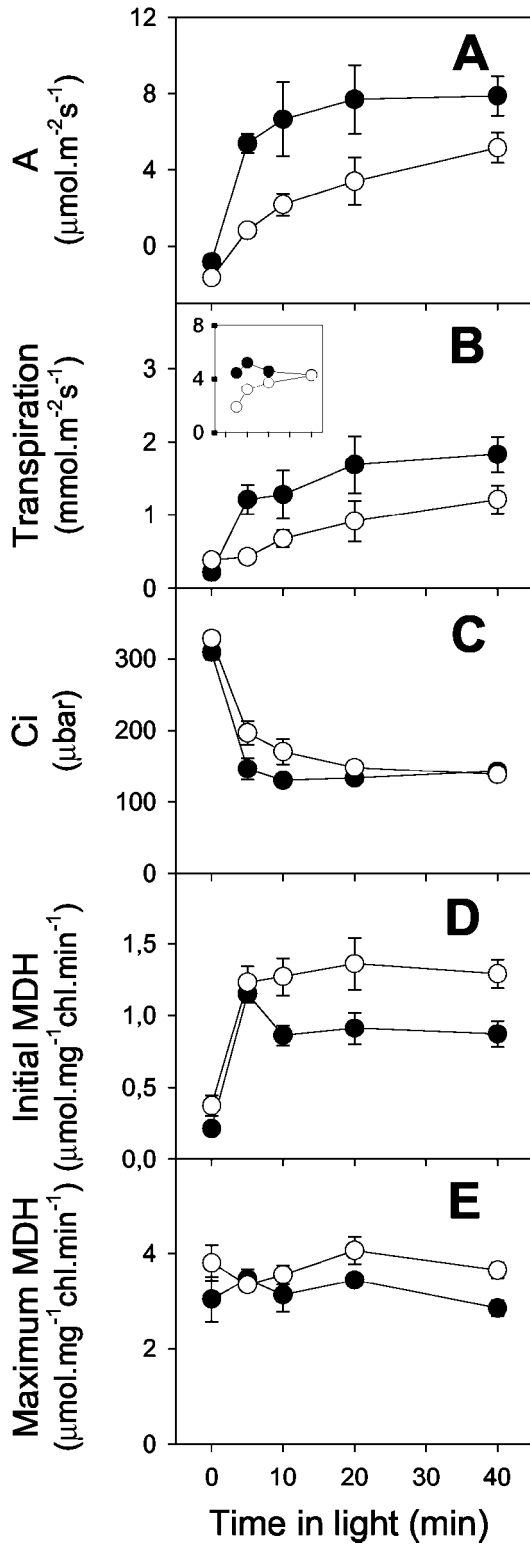 12
8
4
0
A
(μmol.m⁻²s⁻¹)
A
8
4
0
3
2
1
0
Transpiration
(mmol.m⁻²s⁻¹)
B
300
200
100
0
Ci
(μbar)
C
1,5
1,0
0,5
0,0
Initial MDH
(μmol.mg⁻¹chl.min⁻¹)
D
4
2
0
Maximum MDH
(μmol.mg⁻¹chl.min⁻¹)
E
0 10 20 30 40
Time in light (min)